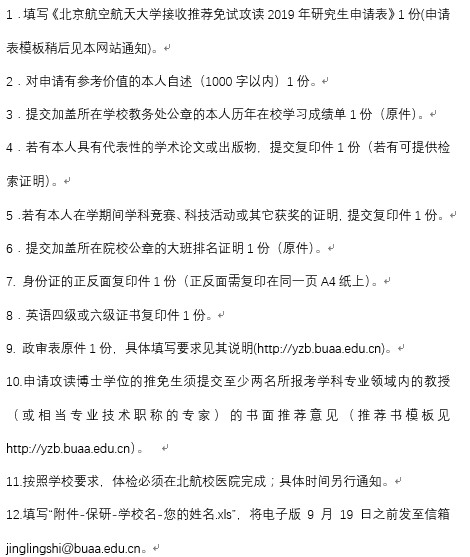 1．填写《北京航空航天大学接收推荐免试攻读 2019 年研究生申请表》1 份(申请
表模板稍后见本网站通知)。
2．对申请有参考价值的本人自述（1000 字以内）1 份。
3．提交加盖所在学校教务处公章的本人历年在校学习成绩单 1 份（原件）。
4．若有本人具有代表性的学术论文或出版物，提交复印件 1 份（若有可提供检
索证明)。
5．若有本人在学期间学科竞赛、科技活动或其它获奖的证明，提交复印件 1 份。
6．提交加盖所在院校公章的大班排名证明 1 份（原件）。
7. 身份证的正反面复印件 1 份（正反面需复印在同一页 A4 纸上）。
8．英语四级或六级证书复印件 1 份。
9. 政审表原件 1 份，具体填写要求见其说明(http://yzb.buaa.edu.cn)。
10.申请攻读博士学位的推免生须提交至少两名所报考学科专业领域内的教授
（或相当专业技术职称的专家）的书面推荐意见（推荐书模板见
http://yzb.buaa.edu.cn）。
11.按照学校要求，体检必须在北航校医院完成；具体时间另行通知。
12.填写“附件-保研-学校名-您的姓名.xls”，将电子版 9 月 19 日之前发至信箱
jinglingshi@buaa.edu.cn。